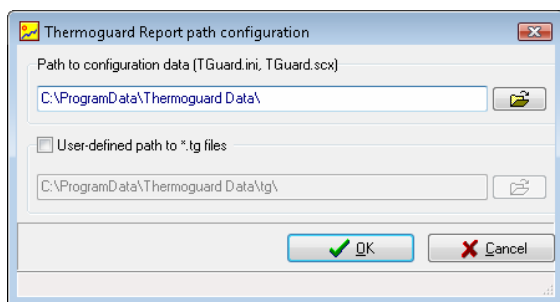 Thermoguard Report path configuration
Path to configuration data (TGuard.ini, TGuard.scx)
C:\ProgramData\Thermoguard Data\
User-defined path to *.tg files
C:\ProgramData\Thermoguard Data\tg\
OK
Cancel